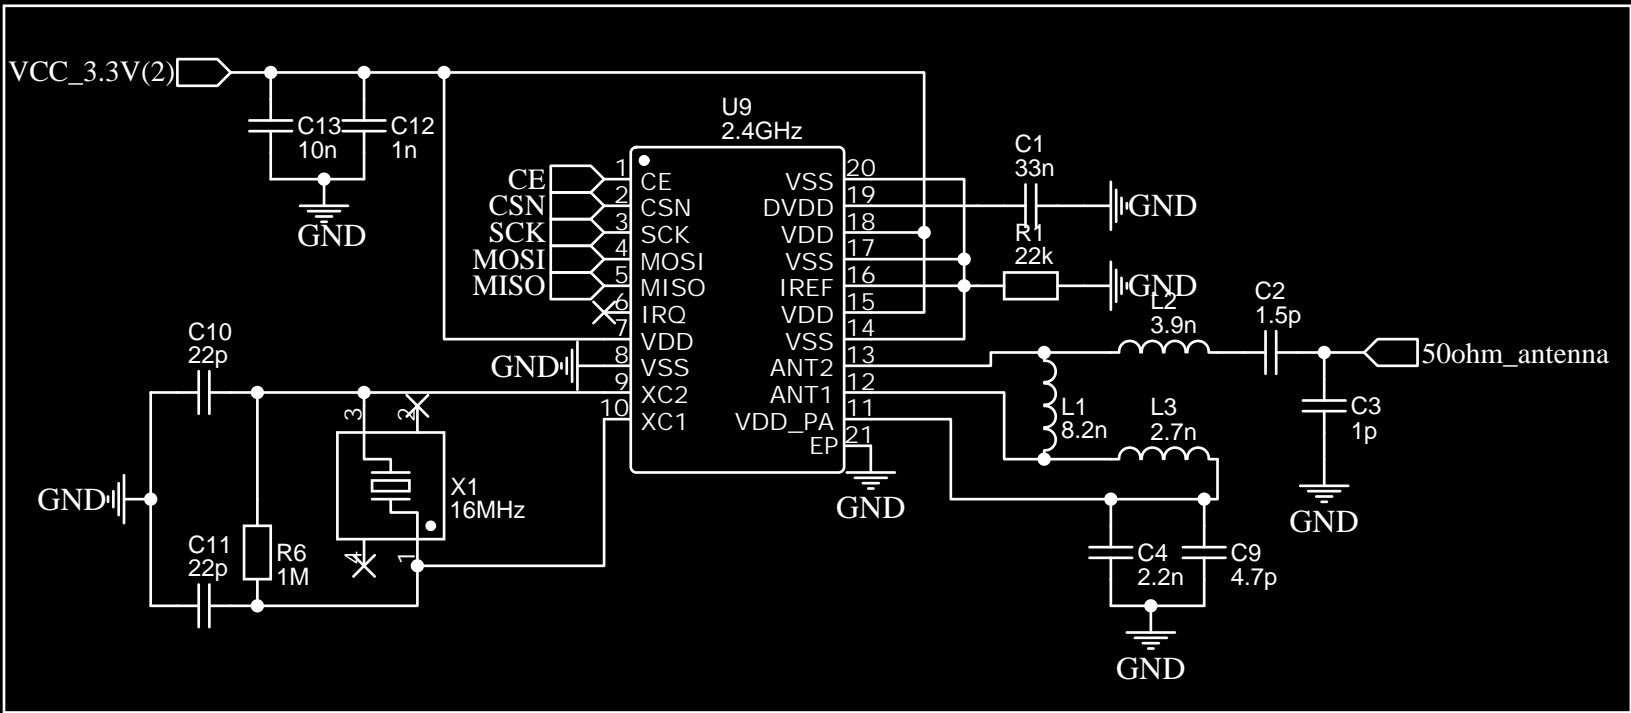 VCC_3.3V(2)
C13
10n
C12
1n
GND
U9
2.4GHz
CE
CSN
SCK
MOSI
MISO
1
2
3
4
5
6
7
8
9
10
CE
CSN
SCK
MOSI
MISO
IRQ
VDD
VSS
XC2
XC1
GND
VSS
DVDD
VDD
VSS
IREF
VDD
VSS
ANT2
ANT1
VDD_PA
EP
20
19
18
17
16
15
14
13
12
11
21
GND
C1
33n
GND
R1
22k
GND
L2
3.9n
C2
1.5p
50ohm_antenna
L1
8.2n
L3
2.7n
C3
1p
GND
C4
2.2n
C9
4.7p
GND
C10
22p
GND
C11
22p
R6
1M
3
2
4
1
X1
16MHz